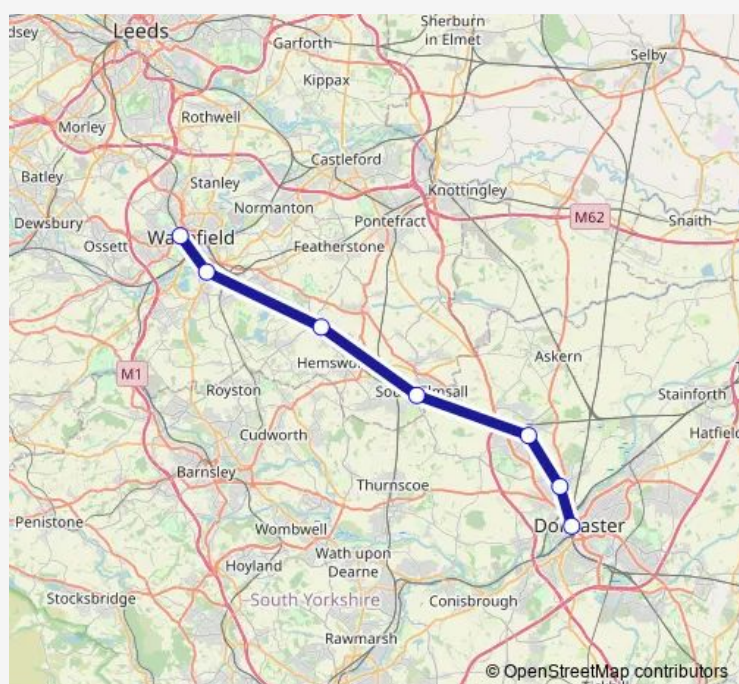 Sherburn
in Elmet
Leeds
Garforth
Selby
Kippax
Rothwell
Morley
Castleford
Batley
Stanley
Knottingley
Normanton
Dewsbury
Pontefract
M62
Snaith
Ossett
Featherstone
Askern
Hemswo
M1
Royston
Stainforth
Cudworth
Hatfield
Barnsley
Thurnscoe
Penistone
Wombwell
Wath upon
Dearne
Hoyland
Stocksbridge
South Yorkshire
Conisbrough
Rawmarsh
© OpenStreetMap contributors